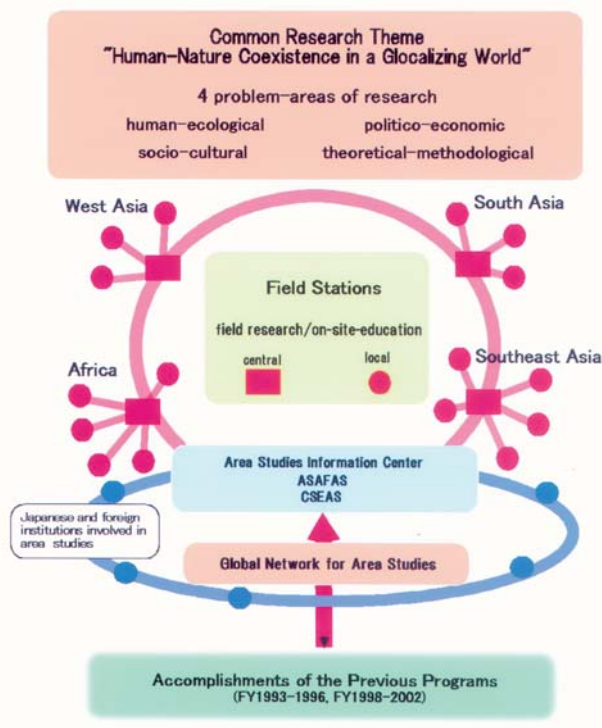 Common Research Theme
"Human-Nature Coexistence in a Glocalizing World"
4 problem-areas of research
human-ecological politico-economic
socio-cultural theoretical-methodological
West Asia
South Asia
Field Stations
field research/on-site-education
central local
Africa
Southeast Asia
Area Studies Information Center
ASAFAS
CSEAS
Japanese and foreign
institutions involved in
area studies
Global Network for Area Studies
Accomplishments of the Previous Programs
(FY1993-1996, FY1998-2002)